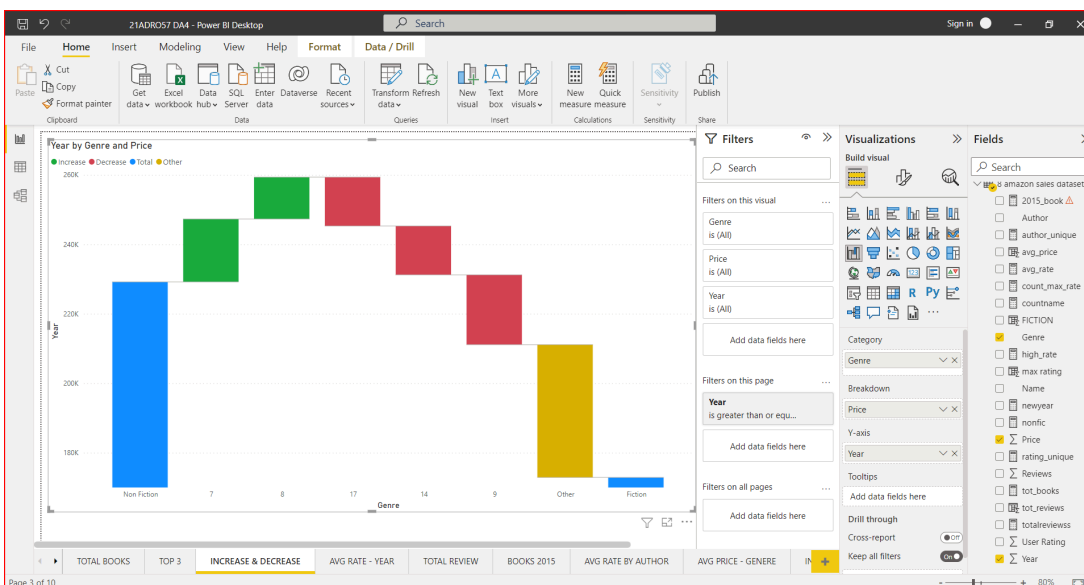 21ADRO57 DA4 - Power BI Desktop
Search
Sign in
File Home Insert Modeling View Help Format Data / Drill
Paste
Cut
Copy
Format painter
Get data
Excel workbook
Data hub
SQL Server
Enter data
Dataverse
Recent sources
Transform data
Refresh
New visual
Text box
More visuals
New measure
Quick measure
Sensitivity
Publish
Clipboard Data Queries Insert Calculations Sensitivity Share
Year by Genre and Price
Increase Decrease Total Other
260K
240K
220K
200K
180K
Year
Non Fiction 7 8 17 14 9 Other Fiction
Genre
Filters
Search
Filters on this visual ...
Genre
is (All)
Price
is (All)
Year
is (All)
Add data fields here
Filters on this page ...
Year
is greater than or equ...
Add data fields here
Filters on all pages ...
Add data fields here
Visualizations
Build visual
R Py
...
Category
Genre
Breakdown
Price
Y-axis
Year
Tooltips
Add data fields here
Drill through
Cross-report Off
Keep all filters On
Fields
Search
8 amazon sales dataset
2015_book
Author
author_unique
avg_price
avg_rate
count_max_rate
countname
FICTION
Genre
high_rate
max rating
Name
newyear
nonfic
Price
rating_unique
Reviews
tot_books
tot_reviews
totalreviewss
User Rating
Year
TOTAL BOOKS TOP 3 INCREASE & DECREASE AVG RATE - YEAR TOTAL REVIEW BOOKS 2015 AVG RATE BY AUTHOR AVG PRICE - GENERE
Page 3 of 10
80%